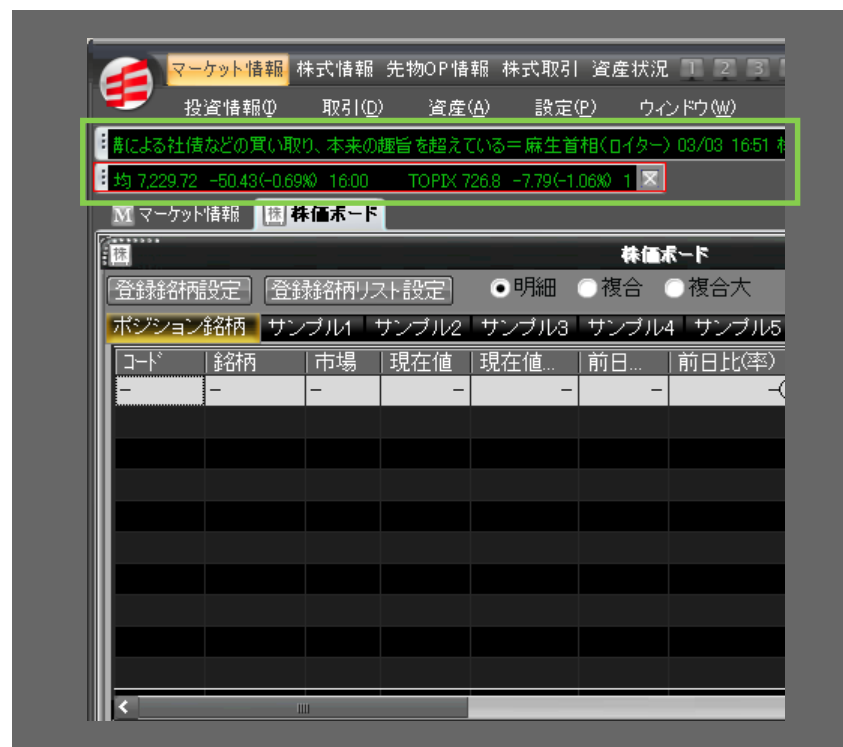 マーケット情報 株式情報 先物OP情報 株式取引 資産状況 1 2 3
投資情報(I) 取引(D) 資産(A) 設定(P) ウィンドウ(W)
による社債などの買い取り、本来の趣旨を超えている=麻生首相(ロイター) 03/03 16:51
均 7,229.72 -50.43(-0.69%) 16:00 TOPIX 726.8 -7.79(-1.06%) 1
M マーケット情報 株 株価ボード
株 株価ボード
登録銘柄設定 登録銘柄リスト設定 明細 複合 複合大
ポジション銘柄 サンプル1 サンプル2 サンプル3 サンプル4 サンプル5
コード 銘柄 市場 現在値 現在値... 前日... 前日比(率)
- - - - - - -(